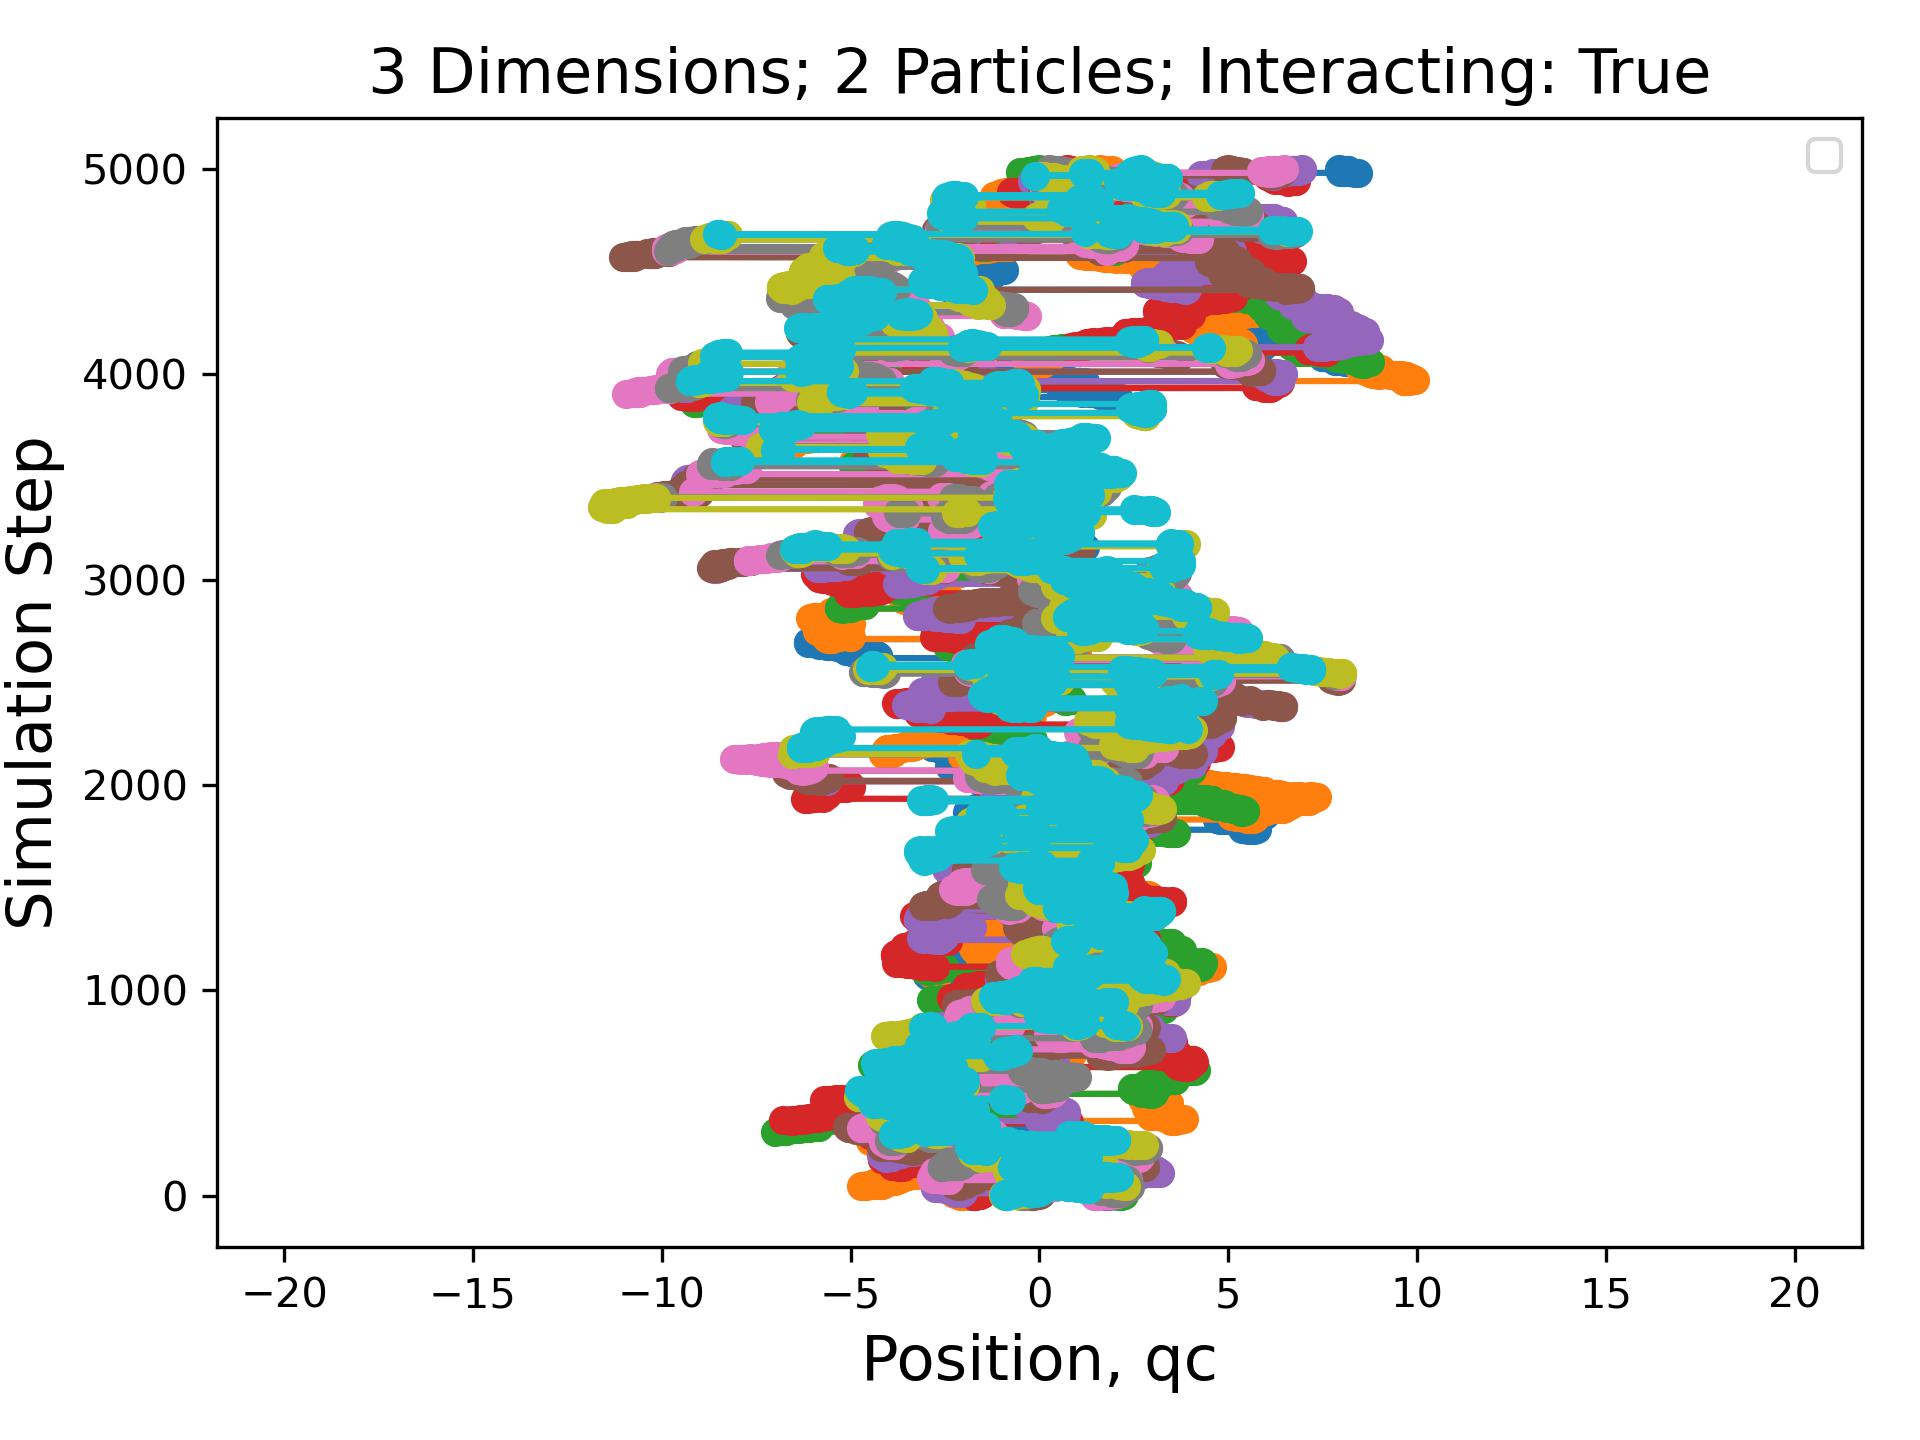 3 Dimensions; 2 Particles; Interacting: True
Simulation Step
5000
4000
3000
2000
1000
0
−20 −15 −10 −5 0 5 10 15 20
Position, qc